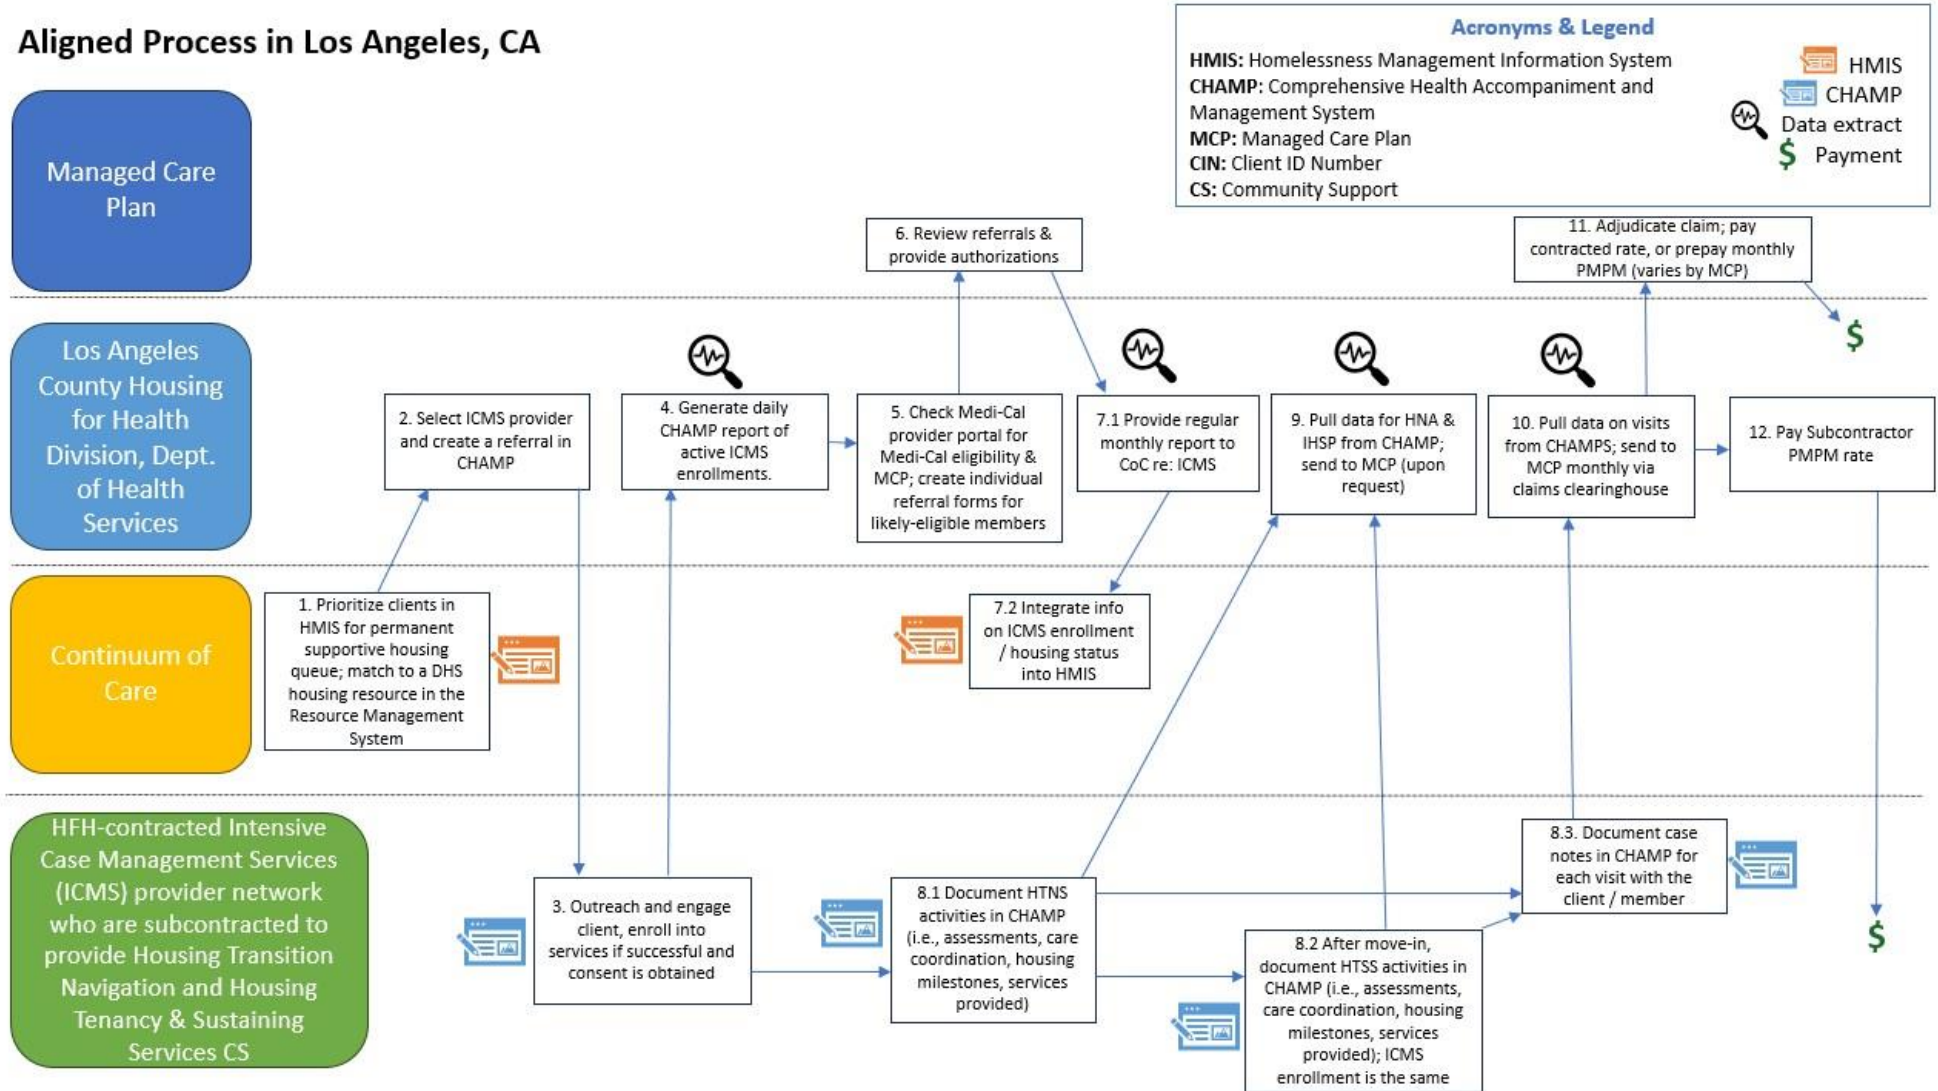 Aligned Process in Los Angeles, CA
Acronyms & Legend
HMIS: Homelessness Management Information System
CHAMP: Comprehensive Health Accompaniment and
Management System
MCP: Managed Care Plan
CIN: Client ID Number
CS: Community Support
HMIS
CHAMP
Data extract
$ Payment
Managed Care
Plan
6. Review referrals &
provide authorizations
11. Adjudicate claim; pay
contracted rate, or prepay monthly
PMPM (varies by MCP)
$
Los Angeles
County Housing
for Health
Division, Dept.
of Health
Services
2. Select ICMS provider
and create a referral in
CHAMP
4. Generate daily
CHAMP report of
active ICMS
enrollments.
5. Check Medi-Cal
provider portal for
Medi-Cal eligibility &
MCP; create individual
referral forms for
likely-eligible members
7.1 Provide regular
monthly report to
CoC re: ICMS
9. Pull data for HNA &
IHSP from CHAMP;
send to MCP (upon
request)
10. Pull data on visits
from CHAMPS; send to
MCP monthly via
claims clearinghouse
12. Pay Subcontractor
PMPM rate
Continuum of
Care
1. Prioritize clients in
HMIS for permanent
supportive housing
queue; match to a DHS
housing resource in the
Resource Management
System
7.2 Integrate info
on ICMS enrollment
/ housing status
into HMIS
HFH-contracted Intensive
Case Management Services
(ICMS) provider network
who are subcontracted to
provide Housing Transition
Navigation and Housing
Tenancy & Sustaining
Services CS
3. Outreach and engage
client, enroll into
services if successful and
consent is obtained
8.1 Document HTNS
activities in CHAMP
(i.e., assessments, care
coordination, housing
milestones, services
provided)
8.2 After move-in,
document HTSS activities in
CHAMP (i.e., assessments,
care coordination, housing
milestones, services
provided); ICMS
enrollment is the same
8.3. Document case
notes in CHAMP for
each visit with the
client / member
$